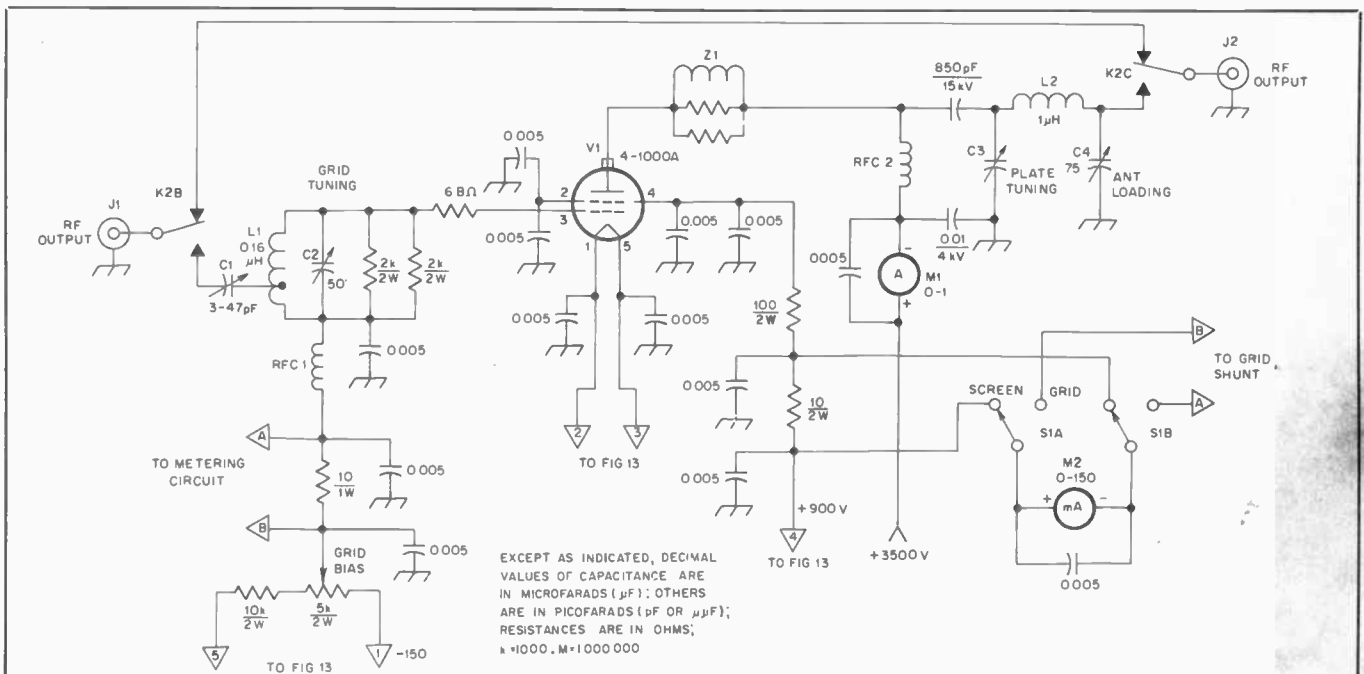 J1
RF
OUTPUT
K2B
C1
3-47pF
L1
0.16
μH
GRID
TUNING
C2
50
2k
2W
2k
2W
0.005
RFC 1
A
TO METERING
CIRCUIT
10
1W
0.005
B
GRID
BIAS
0.005
10k
2W
5k
2W
5
1
-150
TO FIG 13
6 8Ω
0.005
0.005
V1
4-1000A
2
3
4
1
5
0.005
0.005
2
3
TO FIG 13
0.005
0.005
Z1
850pF
15kV
L2
1μH
K2C
J2
RF
OUTPUT
RFC 2
C3
PLATE
TUNING
C4
75
ANT
LOADING
0.01
4 kV
0005
A
M1
0-1
-
+
100
2W
0.005
10
2W
0.005
+900 V
4
TO FIG 13
+3500 V
SCREEN
GRID
S1A
S1B
B
TO GRID
SHUNT
A
M2
0-150
+
mA
-
0.005
EXCEPT AS INDICATED, DECIMAL
VALUES OF CAPACITANCE ARE
IN MICROFARADS (μF); OTHERS
ARE IN PICOFARADS (pF OR μμF);
RESISTANCES ARE IN OHMS;
k=1000, M=1000 000